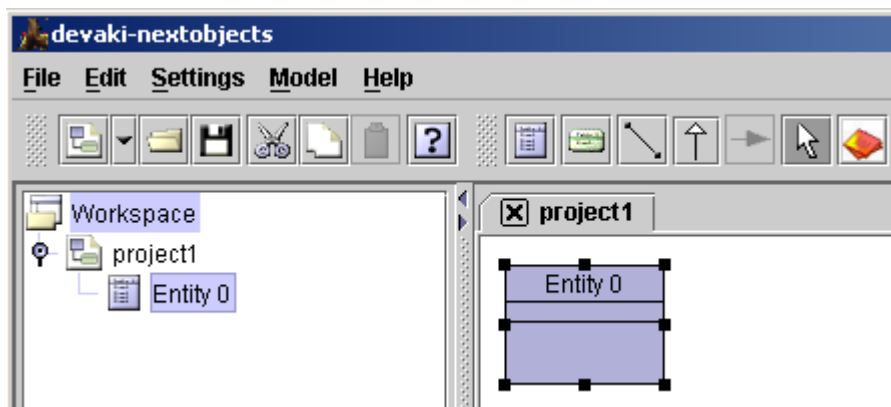 devaki-nextobjects
File Edit Settings Model Help
?
Workspace
project1
Entity 0
project1
Entity 0